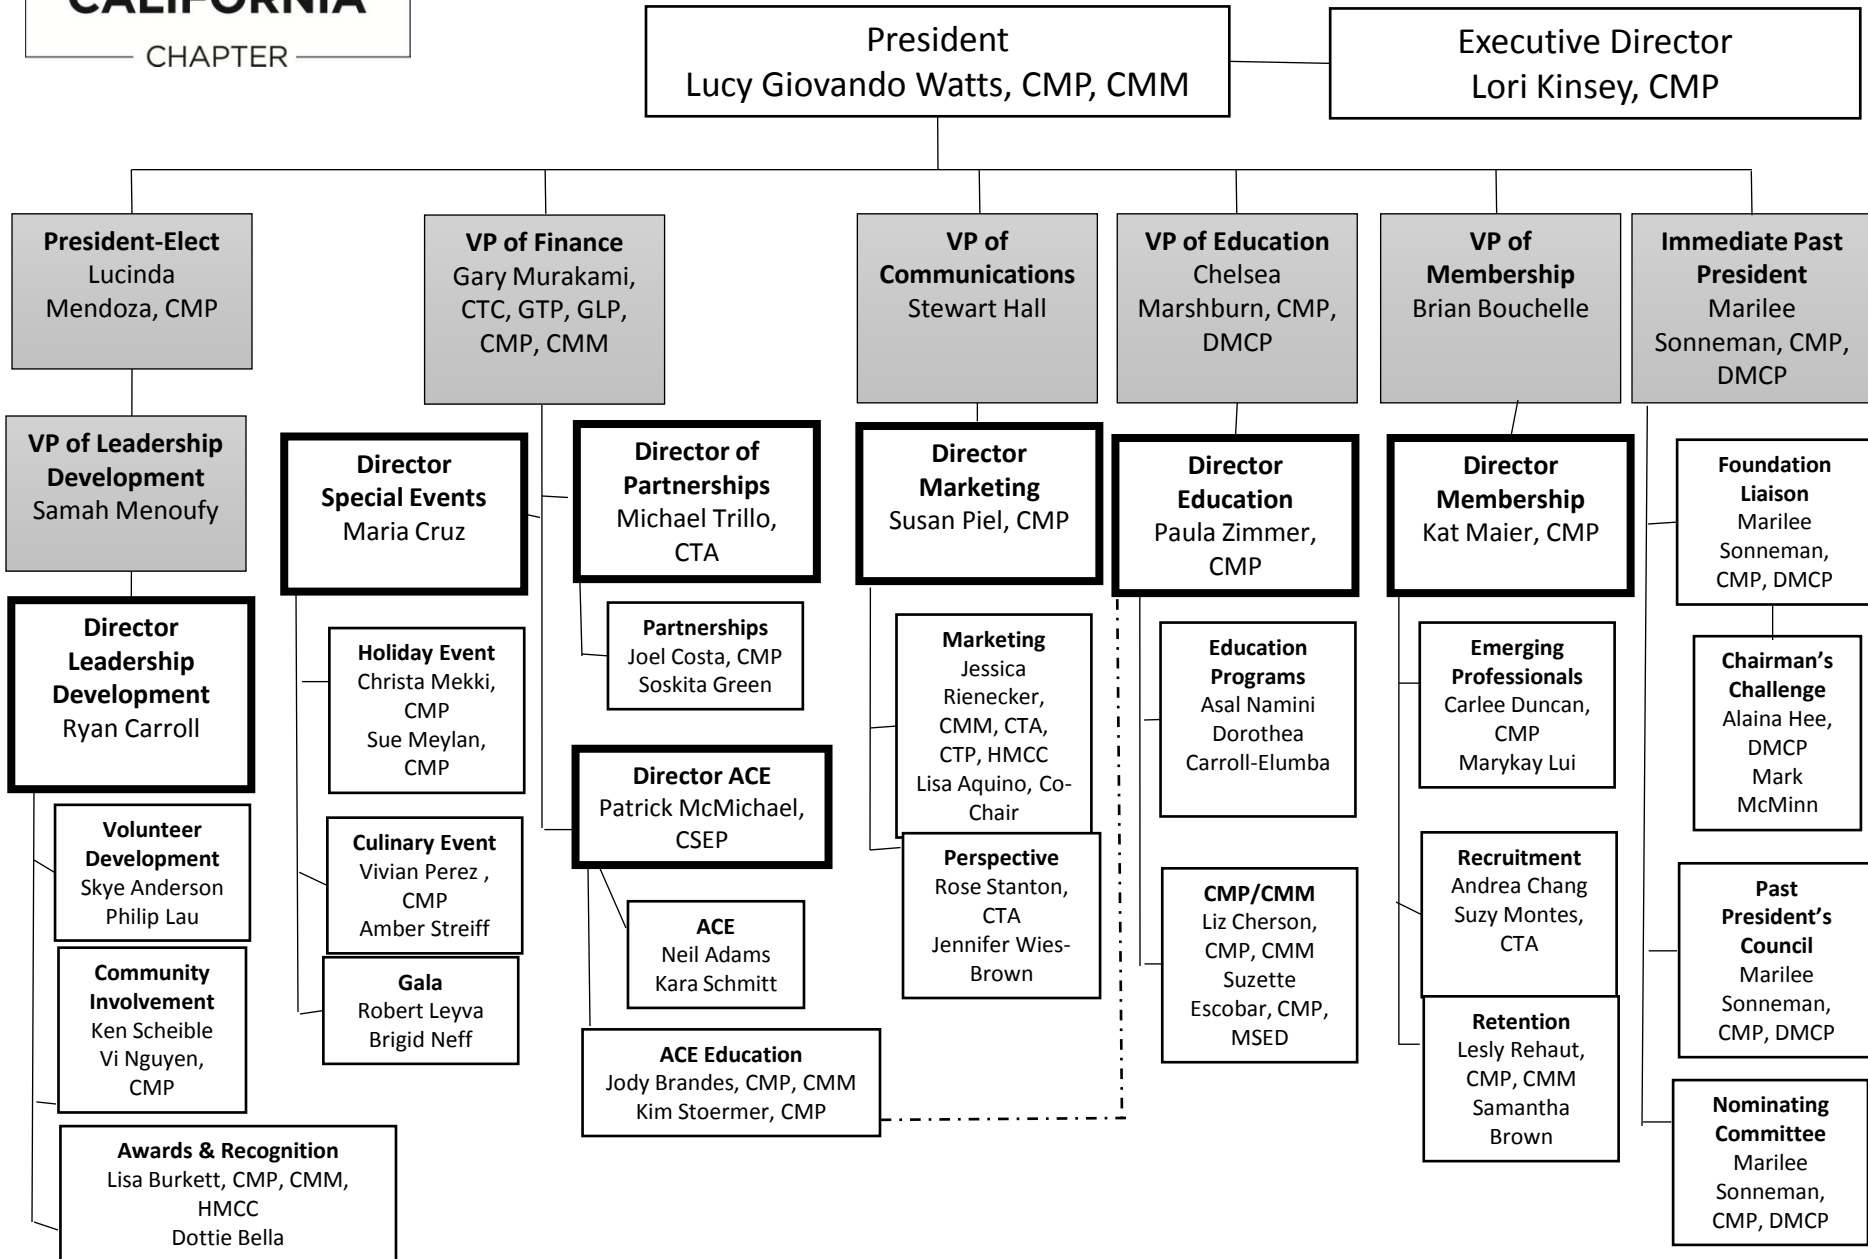 CALIFORNIA
CHAPTER
President
Lucy Giovando Watts, CMP, CMM
Executive Director
Lori Kinsey, CMP
President-Elect
Lucinda
Mendoza, CMP
VP of Finance
Gary Murakami,
CTC, GTP, GLP,
CMP, CMM
VP of
Communications
Stewart Hall
VP of Education
Chelsea
Marshburn, CMP,
DMCP
VP of
Membership
Brian Bouchelle
Immediate Past
President
Marilee
Sonneman, CMP,
DMCP
VP of Leadership
Development
Samah Menoufy
Director
Special Events
Maria Cruz
Director of
Partnerships
Michael Trillo,
CTA
Director
Marketing
Susan Piel, CMP
Director
Education
Paula Zimmer,
CMP
Director
Membership
Kat Maier, CMP
Foundation
Liaison
Marilee
Sonneman,
CMP, DMCP
Director
Leadership
Development
Ryan Carroll
Holiday Event
Christa Mekki,
CMP
Sue Meylan,
CMP
Partnerships
Joel Costa, CMP
Soskita Green
Marketing
Jessica
Rienecker,
CMM, CTA,
CTP, HMCC
Lisa Aquino, Co-
Chair
Education
Programs
Asal Namini
Dorothea
Carroll-Elumba
Emerging
Professionals
Carlee Duncan,
CMP
Marykay Lui
Chairman’s
Challenge
Alaina Hee,
DMCP
Mark
McMinn
Director ACE
Patrick McMichael,
CSEP
Volunteer
Development
Skye Anderson
Philip Lau
Culinary Event
Vivian Perez ,
CMP
Amber Streiff
Perspective
Rose Stanton,
CTA
Jennifer Wies-
Brown
CMP/CMM
Liz Cherson,
CMP, CMM
Suzette
Escobar, CMP,
MSED
Recruitment
Andrea Chang
Suzy Montes,
CTA
Past
President’s
Council
Marilee
Sonneman,
CMP, DMCP
ACE
Neil Adams
Kara Schmitt
Community
Involvement
Ken Scheible
Vi Nguyen,
CMP
Gala
Robert Leyva
Brigid Neff
Retention
Lesly Rehaut,
CMP, CMM
Samantha
Brown
ACE Education
Jody Brandes, CMP, CMM
Kim Stoermer, CMP
Nominating
Committee
Marilee
Sonneman,
CMP, DMCP
Awards & Recognition
Lisa Burkett, CMP, CMM,
HMCC
Dottie Bella